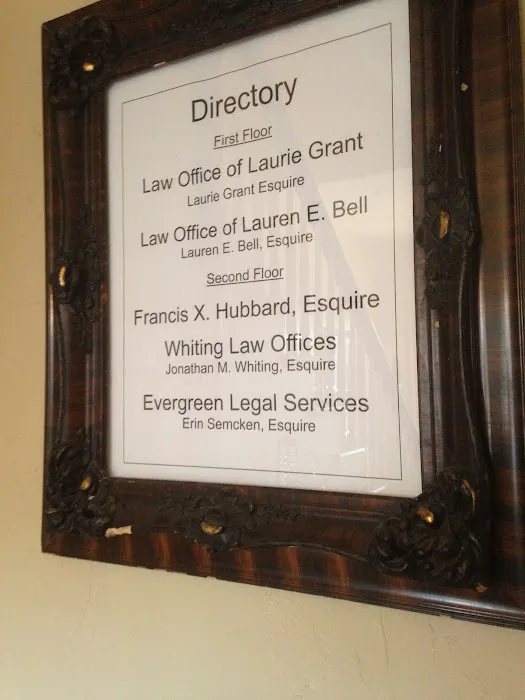 Directory
First Floor
Law Office of Laurie Grant
Laurie Grant Esquire
Law Office of Lauren E. Bell
Lauren E. Bell, Esquire
Second Floor
Francis X. Hubbard, Esquire
Whiting Law Offices
Jonathan M. Whiting, Esquire
Evergreen Legal Services
Erin Semcken, Esquire